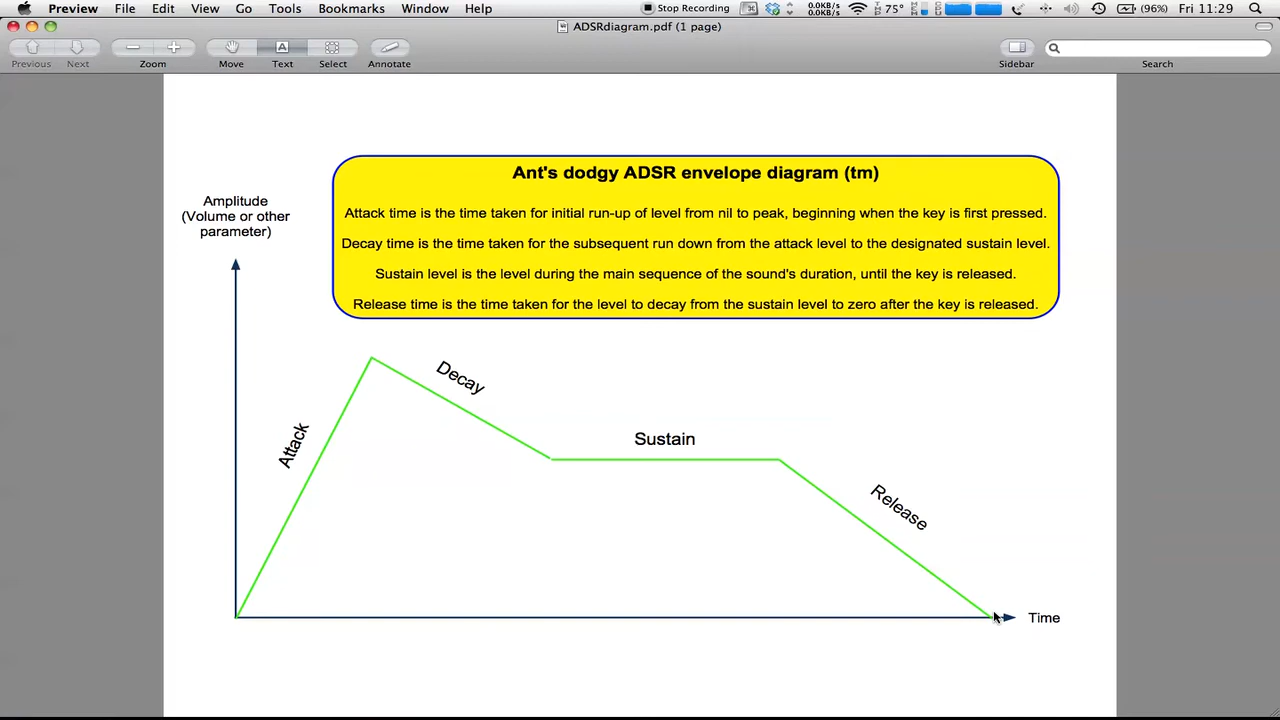 Preview File Edit View Go Tools Bookmarks Window Help Stop Recording 0.0KB/s 0.0KB/s 75° (96%) Fri 11:29
ADSRdiagram.pdf (1 page)
Previous Next Zoom Move Text Select Annotate Sidebar Search
Ant's dodgy ADSR envelope diagram (tm)
Attack time is the time taken for initial run-up of level from nil to peak, beginning when the key is first pressed.
Decay time is the time taken for the subsequent run down from the attack level to the designated sustain level.
Sustain level is the level during the main sequence of the sound's duration, until the key is released.
Release time is the time taken for the level to decay from the sustain level to zero after the key is released.
Amplitude
(Volume or other
parameter)
Attack
Decay
Sustain
Release
Time